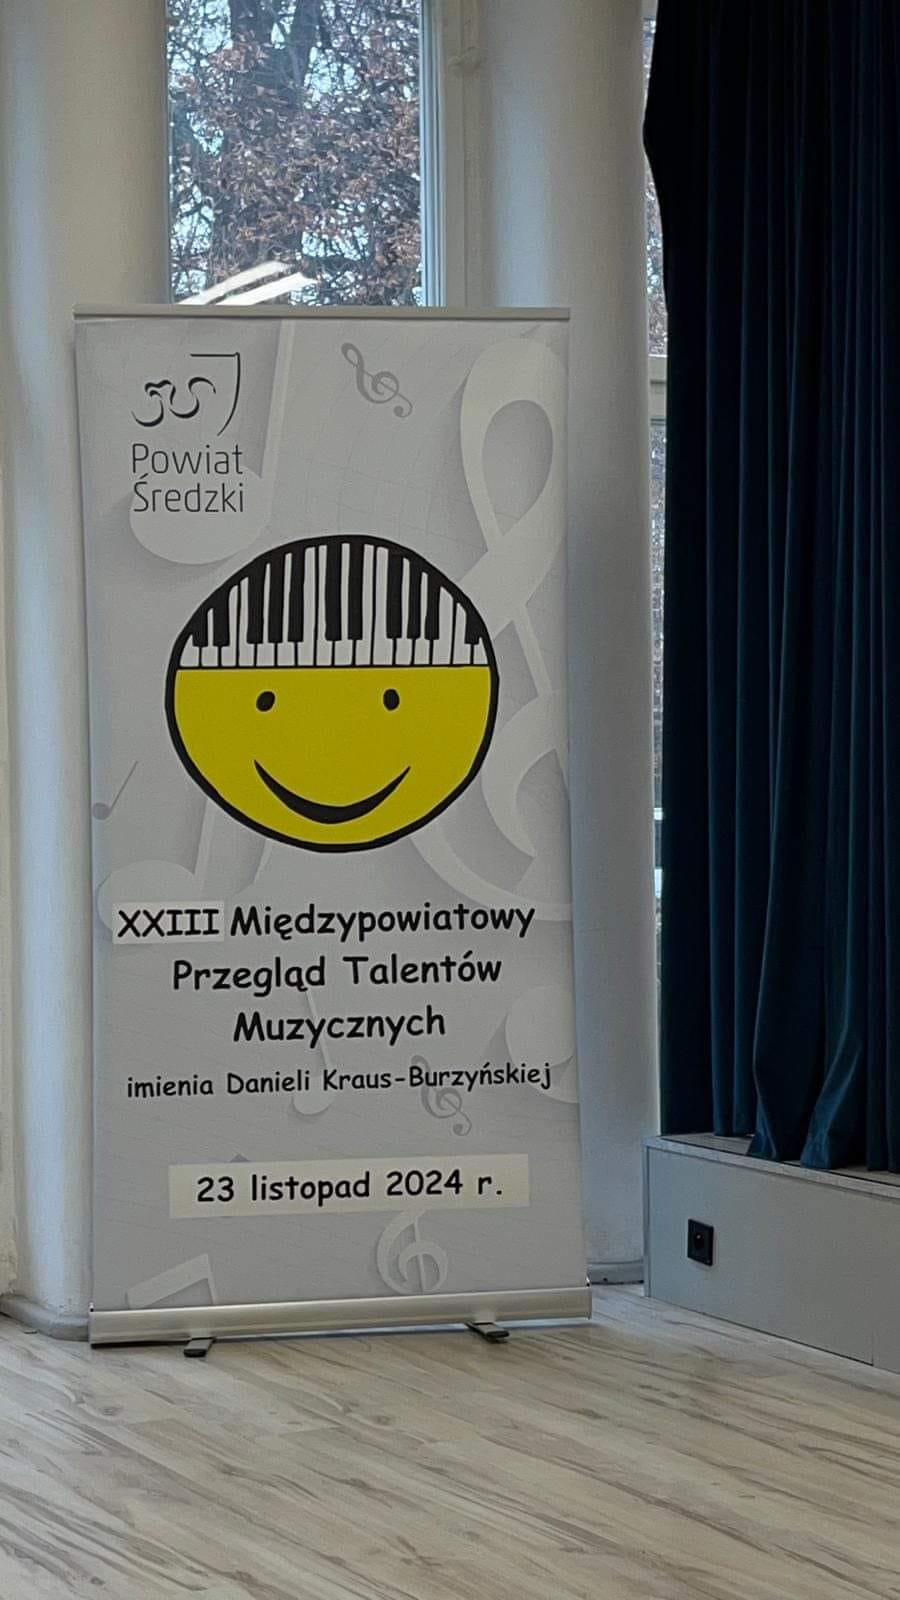 Powiat
Średzki
XXIII Międzypowiatowy
Przegląd Talentów
Muzycznych
imienia Danieli Kraus-Burzyńskiej
23 listopad 2024 r.